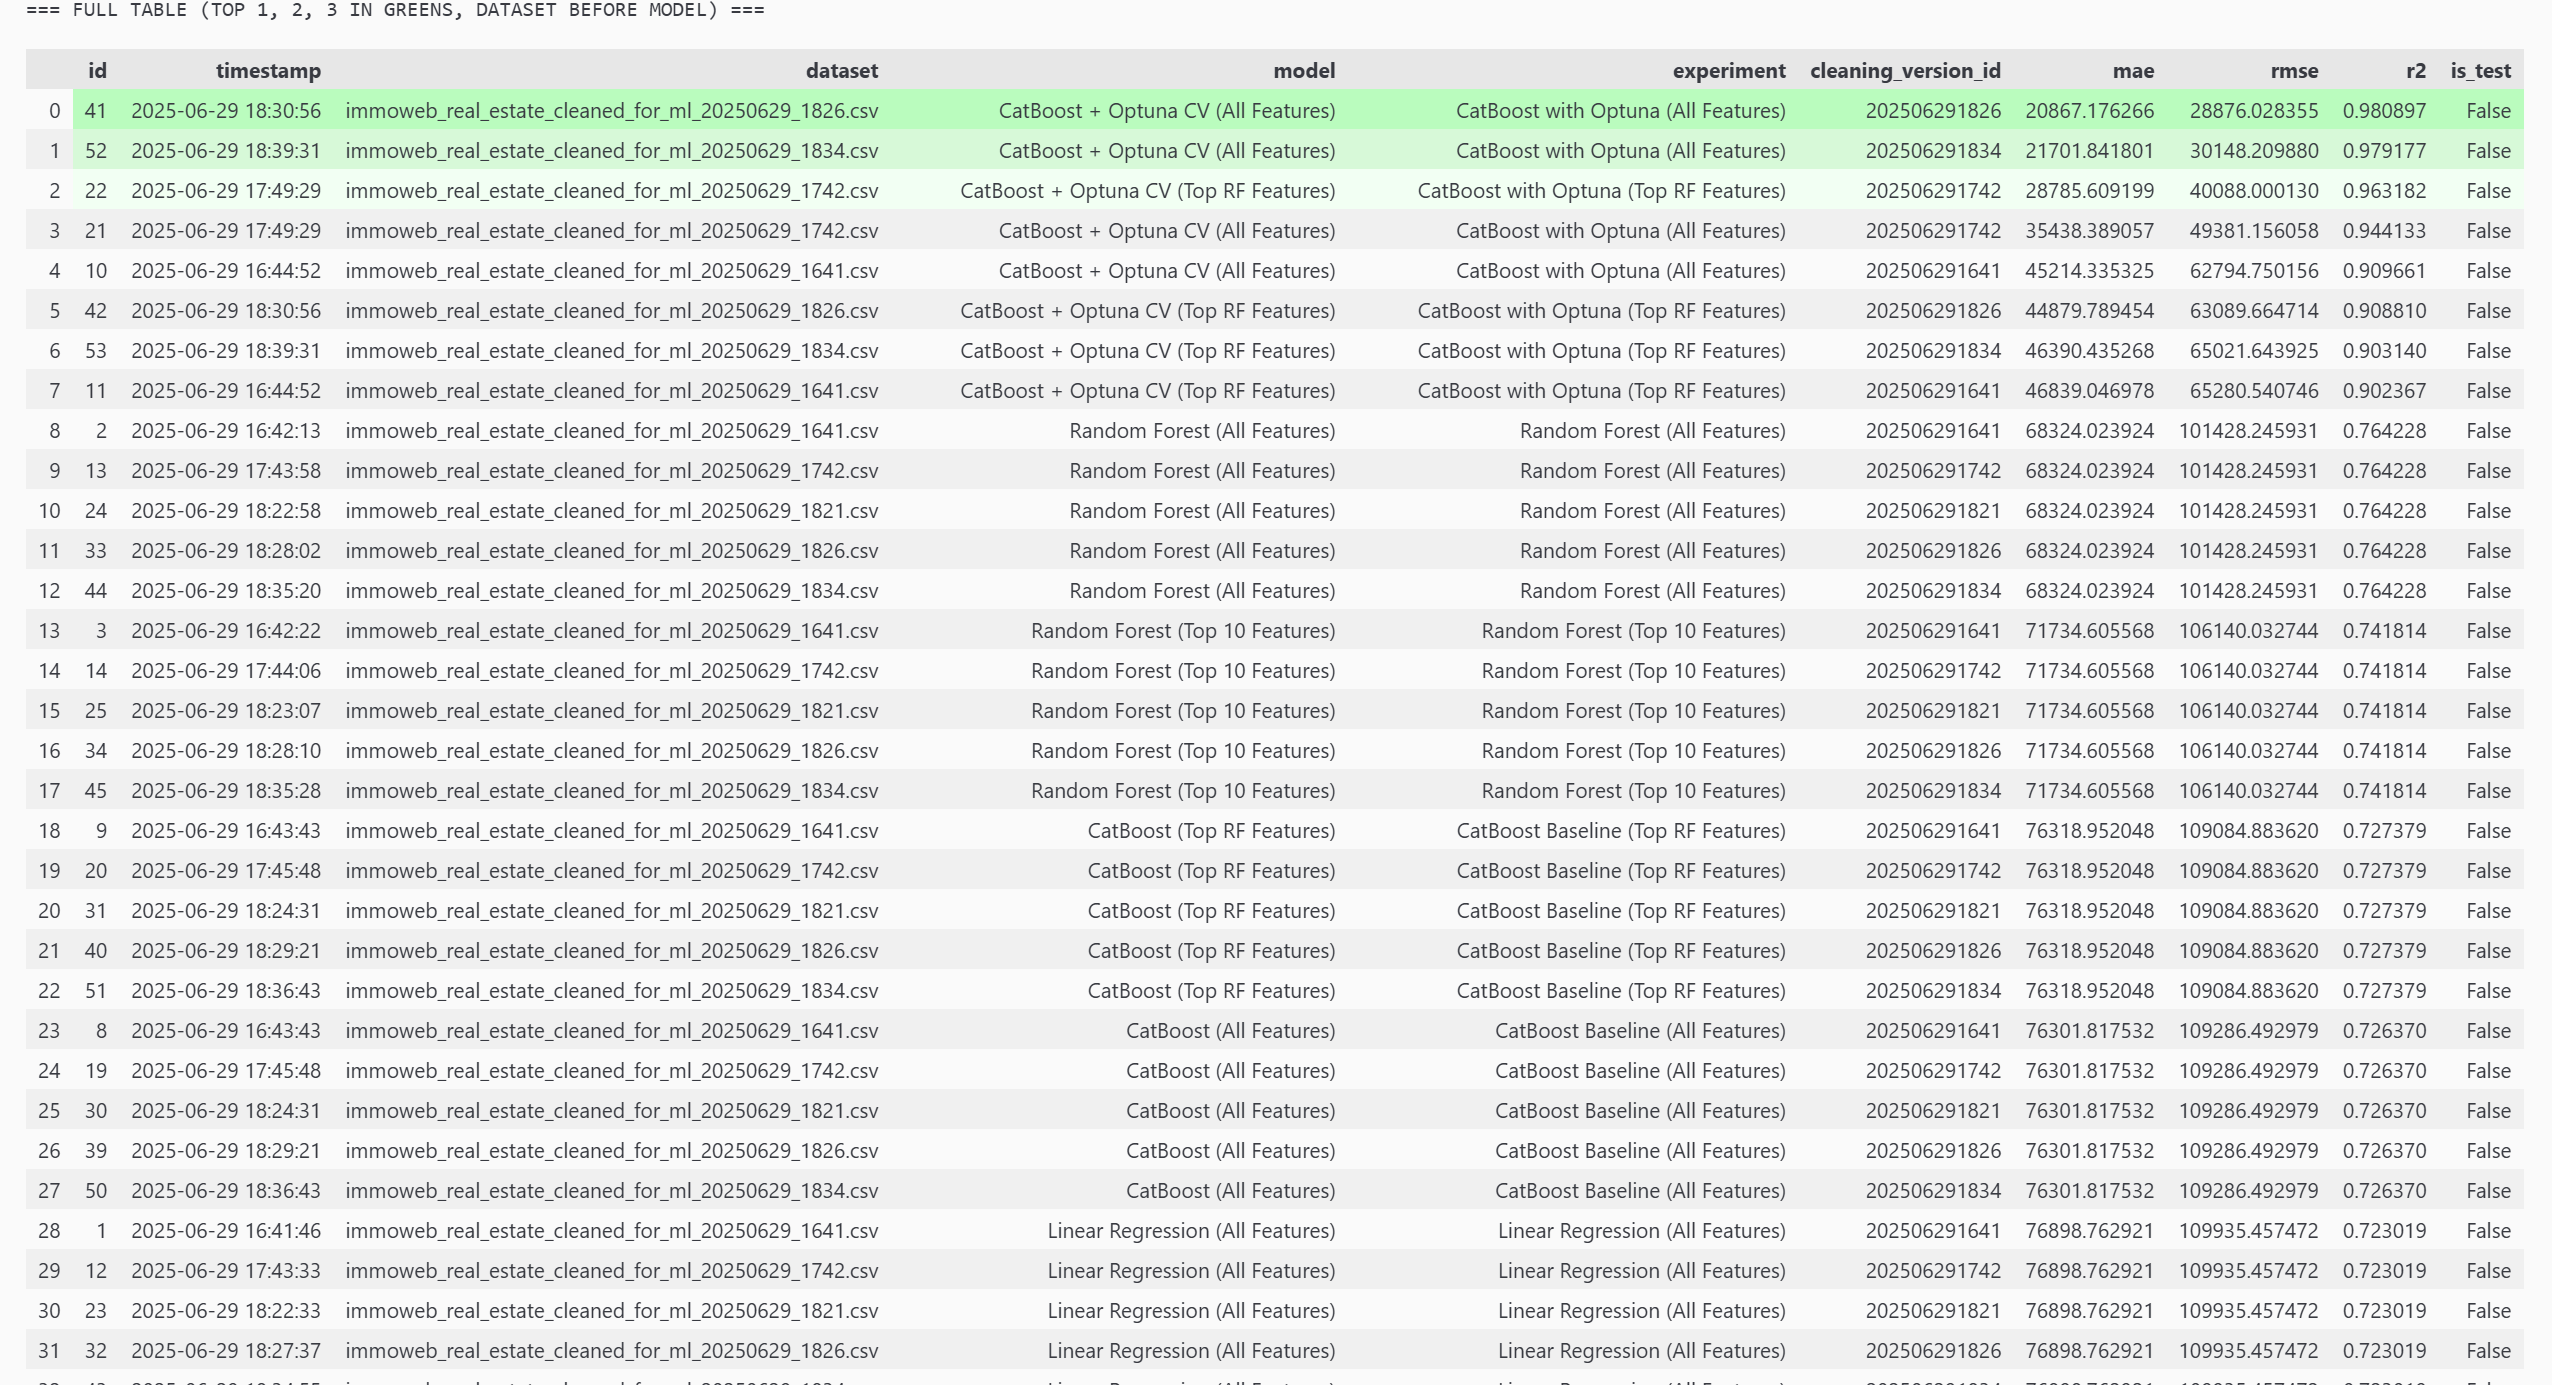 === FULL TABLE (TOP 1, 2, 3 IN GREENS, DATASET BEFORE MODEL) ===
id timestamp dataset model experiment cleaning_version_id mae rmse r2 is_test
0 41 2025-06-29 18:30:56 immoweb_real_estate_cleaned_for_ml_20250629_1826.csv CatBoost + Optuna CV (All Features) CatBoost with Optuna (All Features) 202506291826 20867.176266 28876.028355 0.980897 False
1 52 2025-06-29 18:39:31 immoweb_real_estate_cleaned_for_ml_20250629_1834.csv CatBoost + Optuna CV (All Features) CatBoost with Optuna (All Features) 202506291834 21701.841801 30148.209880 0.979177 False
2 22 2025-06-29 17:49:29 immoweb_real_estate_cleaned_for_ml_20250629_1742.csv CatBoost + Optuna CV (Top RF Features) CatBoost with Optuna (Top RF Features) 202506291742 28785.609199 40088.000130 0.963182 False
3 21 2025-06-29 17:49:29 immoweb_real_estate_cleaned_for_ml_20250629_1742.csv CatBoost + Optuna CV (All Features) CatBoost with Optuna (All Features) 202506291742 35438.389057 49381.156058 0.944133 False
4 10 2025-06-29 16:44:52 immoweb_real_estate_cleaned_for_ml_20250629_1641.csv CatBoost + Optuna CV (All Features) CatBoost with Optuna (All Features) 202506291641 45214.335325 62794.750156 0.909661 False
5 42 2025-06-29 18:30:56 immoweb_real_estate_cleaned_for_ml_20250629_1826.csv CatBoost + Optuna CV (Top RF Features) CatBoost with Optuna (Top RF Features) 202506291826 44879.789454 63089.664714 0.908810 False
6 53 2025-06-29 18:39:31 immoweb_real_estate_cleaned_for_ml_20250629_1834.csv CatBoost + Optuna CV (Top RF Features) CatBoost with Optuna (Top RF Features) 202506291834 46390.435268 65021.643925 0.903140 False
7 11 2025-06-29 16:44:52 immoweb_real_estate_cleaned_for_ml_20250629_1641.csv CatBoost + Optuna CV (Top RF Features) CatBoost with Optuna (Top RF Features) 202506291641 46839.046978 65280.540746 0.902367 False
8 2 2025-06-29 16:42:13 immoweb_real_estate_cleaned_for_ml_20250629_1641.csv Random Forest (All Features) Random Forest (All Features) 202506291641 68324.023924 101428.245931 0.764228 False
9 13 2025-06-29 17:43:58 immoweb_real_estate_cleaned_for_ml_20250629_1742.csv Random Forest (All Features) Random Forest (All Features) 202506291742 68324.023924 101428.245931 0.764228 False
10 24 2025-06-29 18:22:58 immoweb_real_estate_cleaned_for_ml_20250629_1821.csv Random Forest (All Features) Random Forest (All Features) 202506291821 68324.023924 101428.245931 0.764228 False
11 33 2025-06-29 18:28:02 immoweb_real_estate_cleaned_for_ml_20250629_1826.csv Random Forest (All Features) Random Forest (All Features) 202506291826 68324.023924 101428.245931 0.764228 False
12 44 2025-06-29 18:35:20 immoweb_real_estate_cleaned_for_ml_20250629_1834.csv Random Forest (All Features) Random Forest (All Features) 202506291834 68324.023924 101428.245931 0.764228 False
13 3 2025-06-29 16:42:22 immoweb_real_estate_cleaned_for_ml_20250629_1641.csv Random Forest (Top 10 Features) Random Forest (Top 10 Features) 202506291641 71734.605568 106140.032744 0.741814 False
14 14 2025-06-29 17:44:06 immoweb_real_estate_cleaned_for_ml_20250629_1742.csv Random Forest (Top 10 Features) Random Forest (Top 10 Features) 202506291742 71734.605568 106140.032744 0.741814 False
15 25 2025-06-29 18:23:07 immoweb_real_estate_cleaned_for_ml_20250629_1821.csv Random Forest (Top 10 Features) Random Forest (Top 10 Features) 202506291821 71734.605568 106140.032744 0.741814 False
16 34 2025-06-29 18:28:10 immoweb_real_estate_cleaned_for_ml_20250629_1826.csv Random Forest (Top 10 Features) Random Forest (Top 10 Features) 202506291826 71734.605568 106140.032744 0.741814 False
17 45 2025-06-29 18:35:28 immoweb_real_estate_cleaned_for_ml_20250629_1834.csv Random Forest (Top 10 Features) Random Forest (Top 10 Features) 202506291834 71734.605568 106140.032744 0.741814 False
18 9 2025-06-29 16:43:43 immoweb_real_estate_cleaned_for_ml_20250629_1641.csv CatBoost (Top RF Features) CatBoost Baseline (Top RF Features) 202506291641 76318.952048 109084.883620 0.727379 False
19 20 2025-06-29 17:45:48 immoweb_real_estate_cleaned_for_ml_20250629_1742.csv CatBoost (Top RF Features) CatBoost Baseline (Top RF Features) 202506291742 76318.952048 109084.883620 0.727379 False
20 31 2025-06-29 18:24:31 immoweb_real_estate_cleaned_for_ml_20250629_1821.csv CatBoost (Top RF Features) CatBoost Baseline (Top RF Features) 202506291821 76318.952048 109084.883620 0.727379 False
21 40 2025-06-29 18:29:21 immoweb_real_estate_cleaned_for_ml_20250629_1826.csv CatBoost (Top RF Features) CatBoost Baseline (Top RF Features) 202506291826 76318.952048 109084.883620 0.727379 False
22 51 2025-06-29 18:36:43 immoweb_real_estate_cleaned_for_ml_20250629_1834.csv CatBoost (Top RF Features) CatBoost Baseline (Top RF Features) 202506291834 76318.952048 109084.883620 0.727379 False
23 8 2025-06-29 16:43:43 immoweb_real_estate_cleaned_for_ml_20250629_1641.csv CatBoost (All Features) CatBoost Baseline (All Features) 202506291641 76301.817532 109286.492979 0.726370 False
24 19 2025-06-29 17:45:48 immoweb_real_estate_cleaned_for_ml_20250629_1742.csv CatBoost (All Features) CatBoost Baseline (All Features) 202506291742 76301.817532 109286.492979 0.726370 False
25 30 2025-06-29 18:24:31 immoweb_real_estate_cleaned_for_ml_20250629_1821.csv CatBoost (All Features) CatBoost Baseline (All Features) 202506291821 76301.817532 109286.492979 0.726370 False
26 39 2025-06-29 18:29:21 immoweb_real_estate_cleaned_for_ml_20250629_1826.csv CatBoost (All Features) CatBoost Baseline (All Features) 202506291826 76301.817532 109286.492979 0.726370 False
27 50 2025-06-29 18:36:43 immoweb_real_estate_cleaned_for_ml_20250629_1834.csv CatBoost (All Features) CatBoost Baseline (All Features) 202506291834 76301.817532 109286.492979 0.726370 False
28 1 2025-06-29 16:41:46 immoweb_real_estate_cleaned_for_ml_20250629_1641.csv Linear Regression (All Features) Linear Regression (All Features) 202506291641 76898.762921 109935.457472 0.723019 False
29 12 2025-06-29 17:43:33 immoweb_real_estate_cleaned_for_ml_20250629_1742.csv Linear Regression (All Features) Linear Regression (All Features) 202506291742 76898.762921 109935.457472 0.723019 False
30 23 2025-06-29 18:22:33 immoweb_real_estate_cleaned_for_ml_20250629_1821.csv Linear Regression (All Features) Linear Regression (All Features) 202506291821 76898.762921 109935.457472 0.723019 False
31 32 2025-06-29 18:27:37 immoweb_real_estate_cleaned_for_ml_20250629_1826.csv Linear Regression (All Features) Linear Regression (All Features) 202506291826 76898.762921 109935.457472 0.723019 False